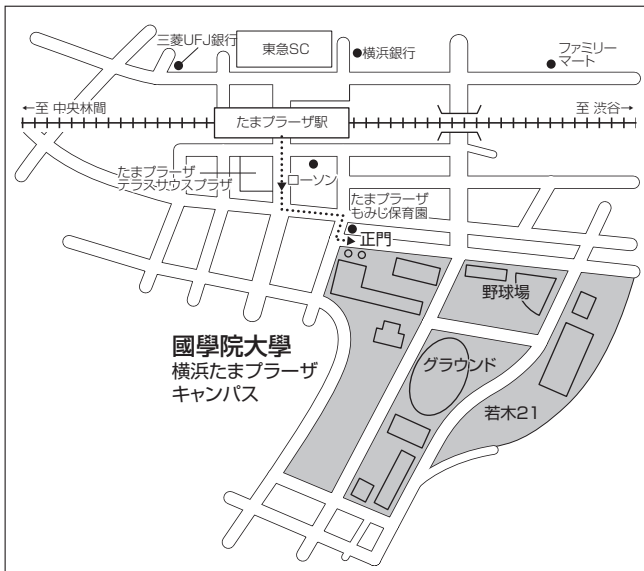 三菱UFJ銀行
東急SC
横浜銀行
ファミリー
マート
←至 中央林間
たまプラーザ駅
至 渋谷→
たまプラーザ
テラスサウスプラザ
ローソン
たまプラーザ
もみじ保育園
正門
野球場
國學院大學
横浜たまプラーザ
キャンパス
グラウンド
若木21